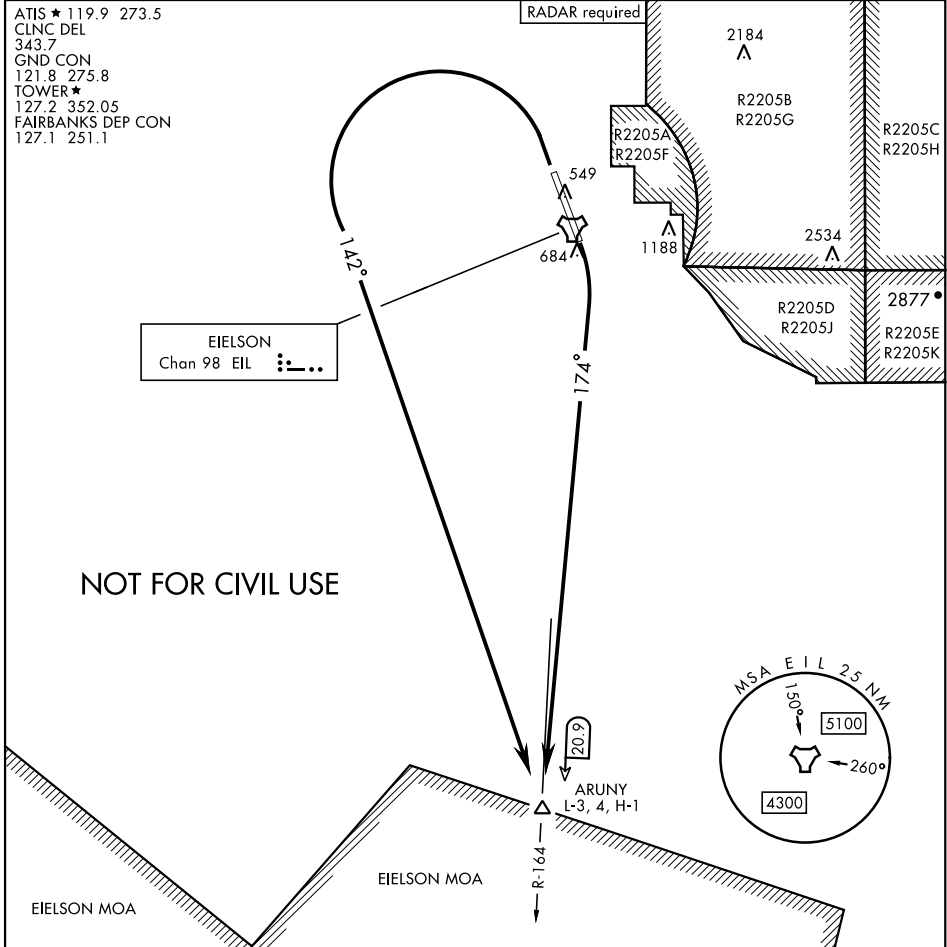 ATIS ★ 119.9 273.5
CLNC DEL
343.7
GND CON
121.8 275.8
TOWER★
127.2 352.05
FAIRBANKS DEP CON
127.1 251.1
RADAR required
2184
R2205B
R2205G
R2205A
R2205F
R2205C
R2205H
549
684
1188
2534
2877
R2205D
R2205J
R2205E
R2205K
142°
174°
EIELSON
Chan 98 EIL
NOT FOR CIVIL USE
MSA EIL 25 NM
150°
5100
260°
4300
20.9
ARUNY
L-3, 4, H-1
R-164
EIELSON MOA
EIELSON MOA